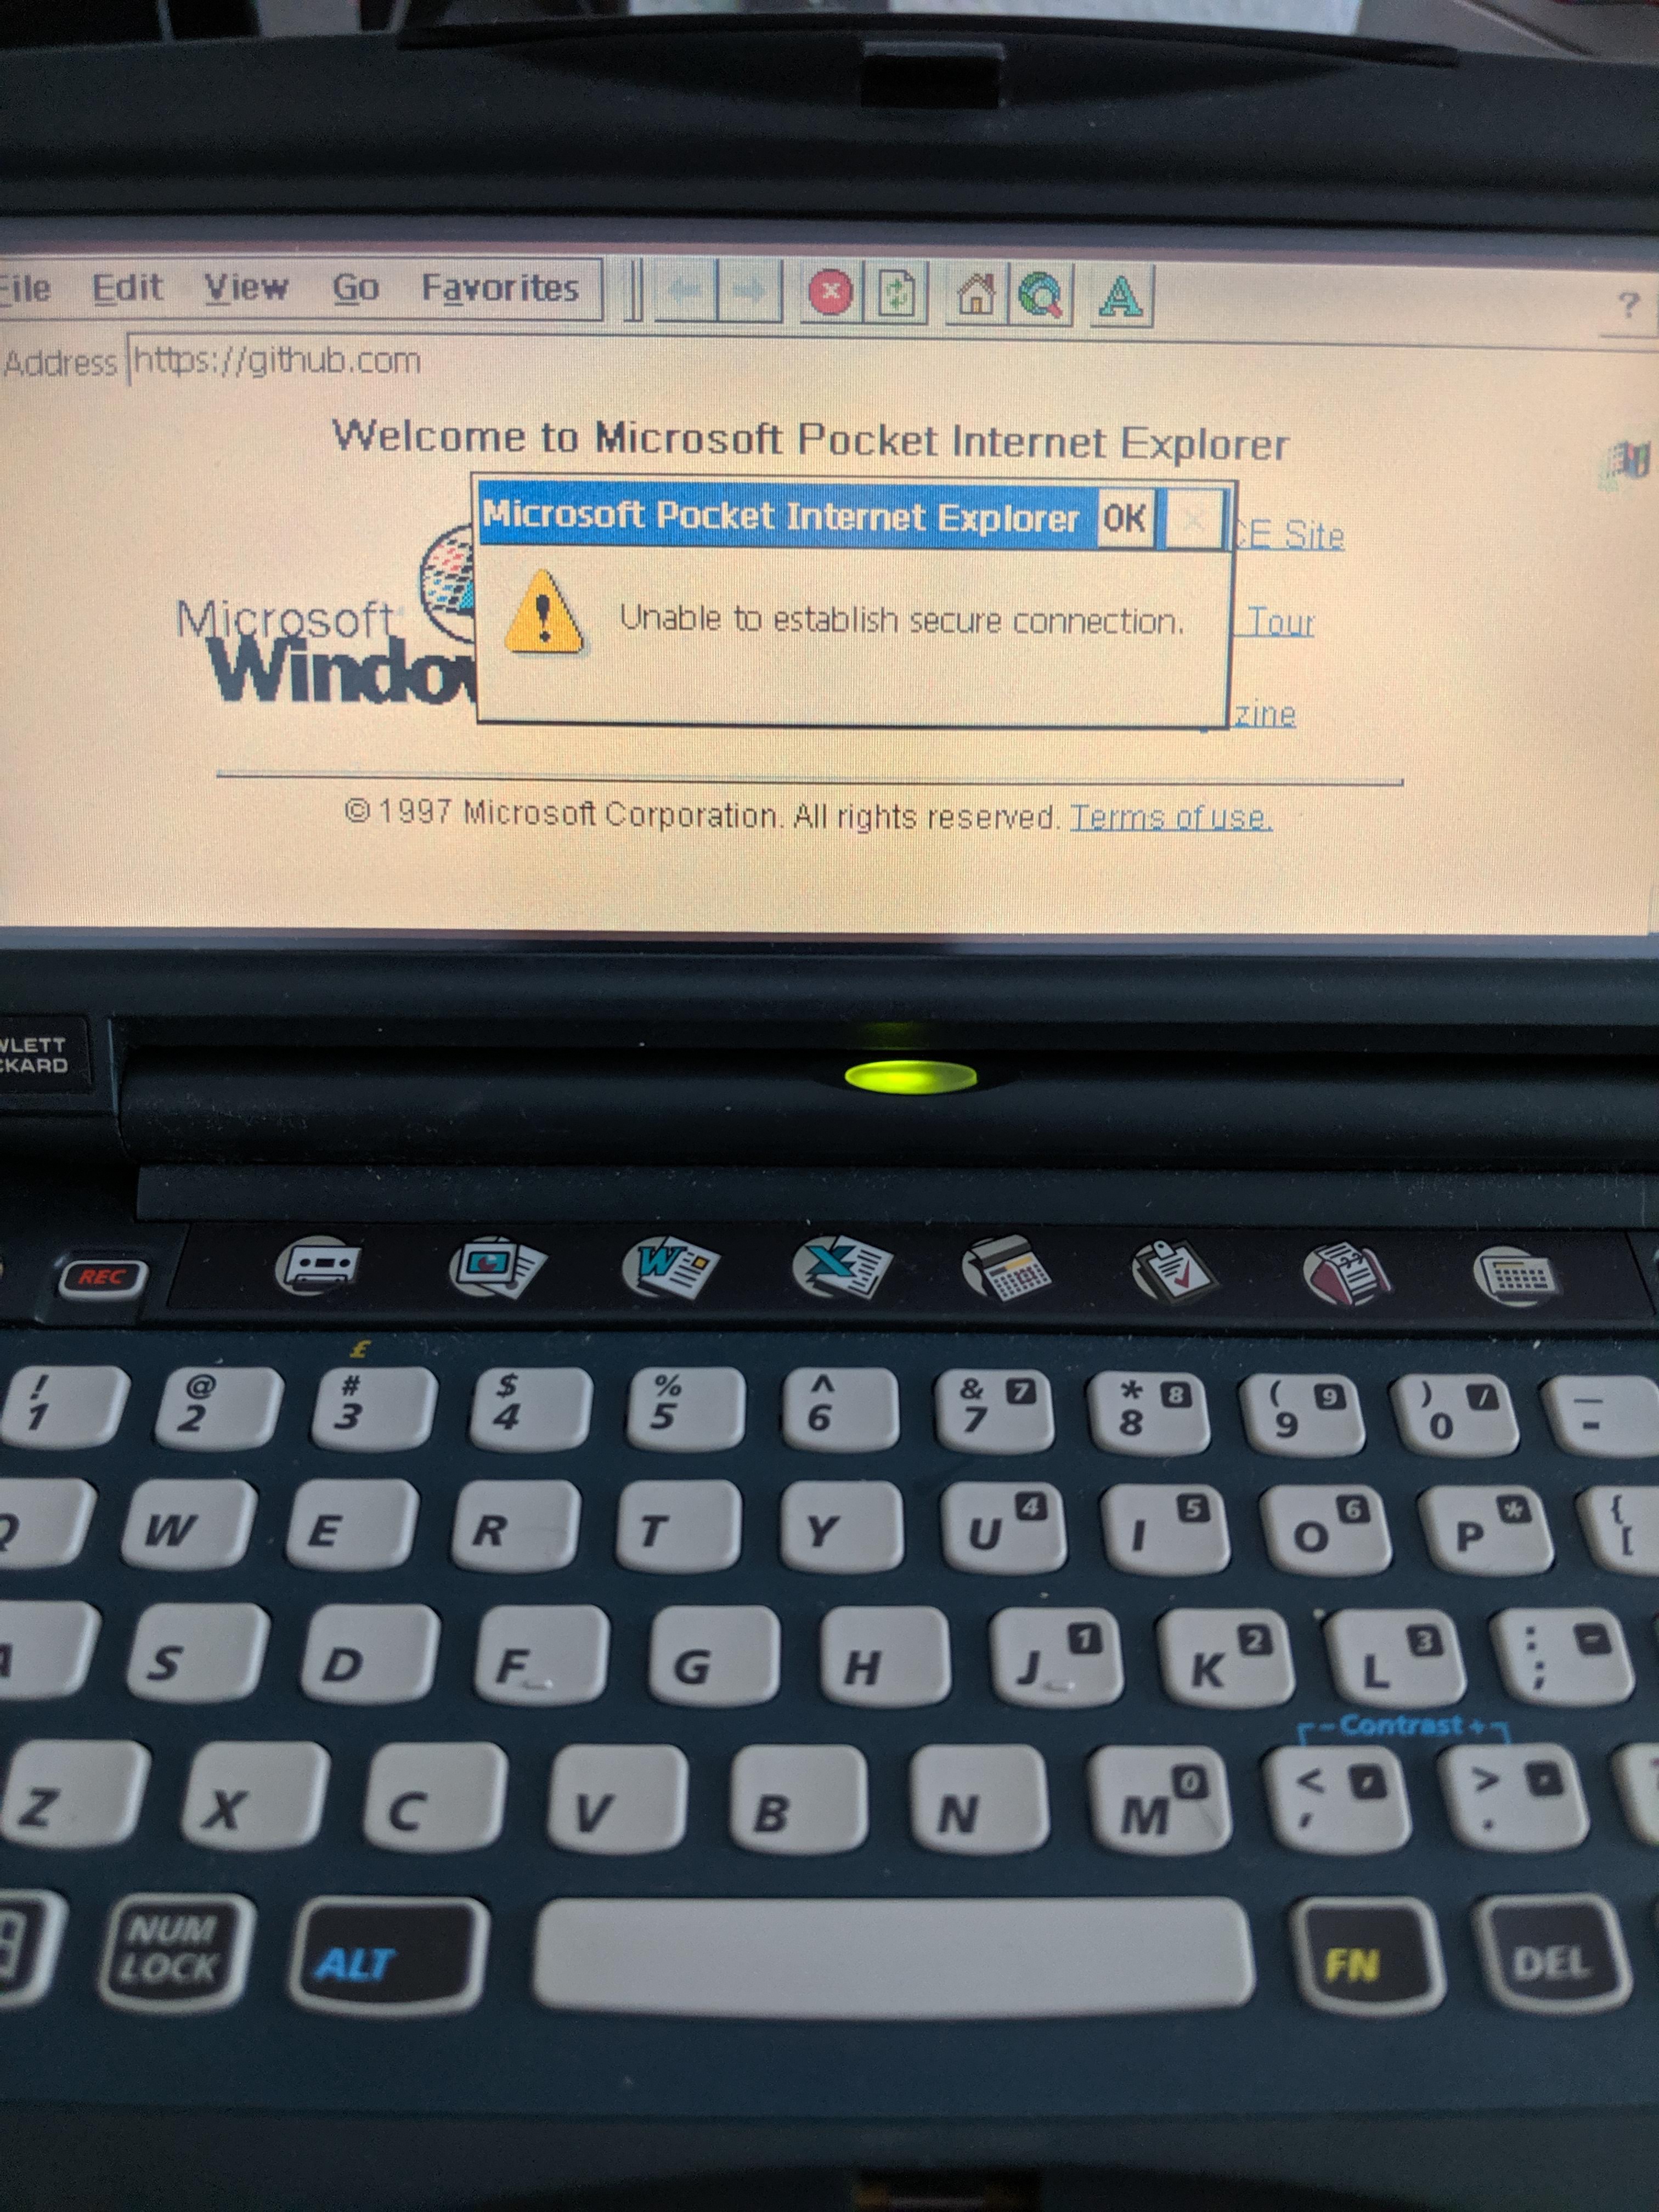 File Edit View Go Favorites ?
Address https://github.com
Welcome to Microsoft Pocket Internet Explorer
Microsoft Pocket Internet Explorer OK
CE Site
Microsoft
Unable to establish secure connection.
Tour
Windo
zine
© 1997 Microsoft Corporation. All rights reserved. Terms of use.
WLETT
CKARD
REC
W X
£
! @ # $ % ^ & 7 * 8 ( 9 ) / _
1 2 3 4 5 6 7 8 9 0 -
Q W E R T Y U 4 I 5 O 6 P * {
[
A S D F G H J 1 K 2 L 3 : -
;
- Contrast +
Z X C V B N M 0 < , > .
, .
NUM
LOCK
ALT FN DEL